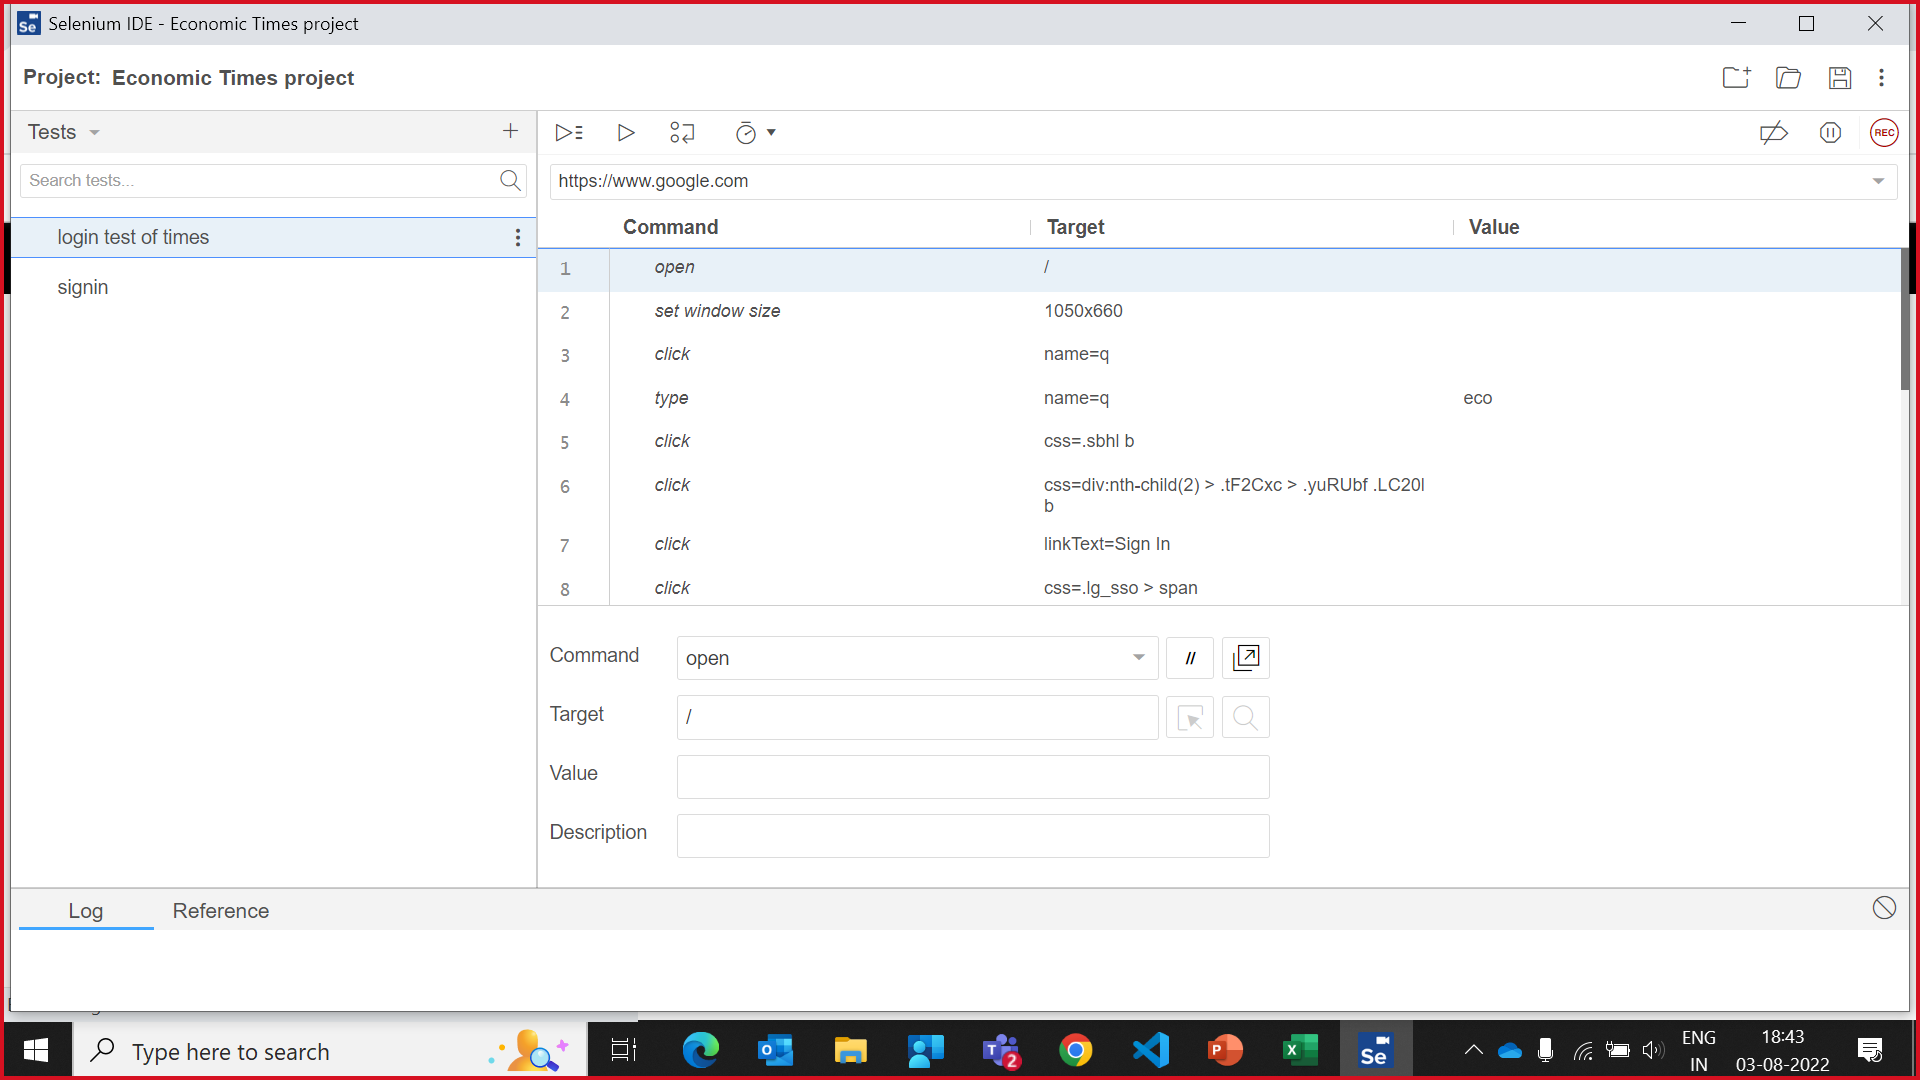 Se Selenium IDE - Economic Times project
Project: Economic Times project
Tests
Search tests...
login test of times
signin
REC
https://www.google.com
Command Target Value
1 open /
2 set window size 1050x660
3 click name=q
4 type name=q eco
5 click css=.sbhl b
6 click css=div:nth-child(2) > .tF2Cxc > .yuRUbf .LC20l
b
7 click linkText=Sign In
8 click css=.lg_sso > span
Command open //
Target /
Value
Description
Log Reference
Type here to search
O T 2 P X Se
ENG
IN
18:43
03-08-2022